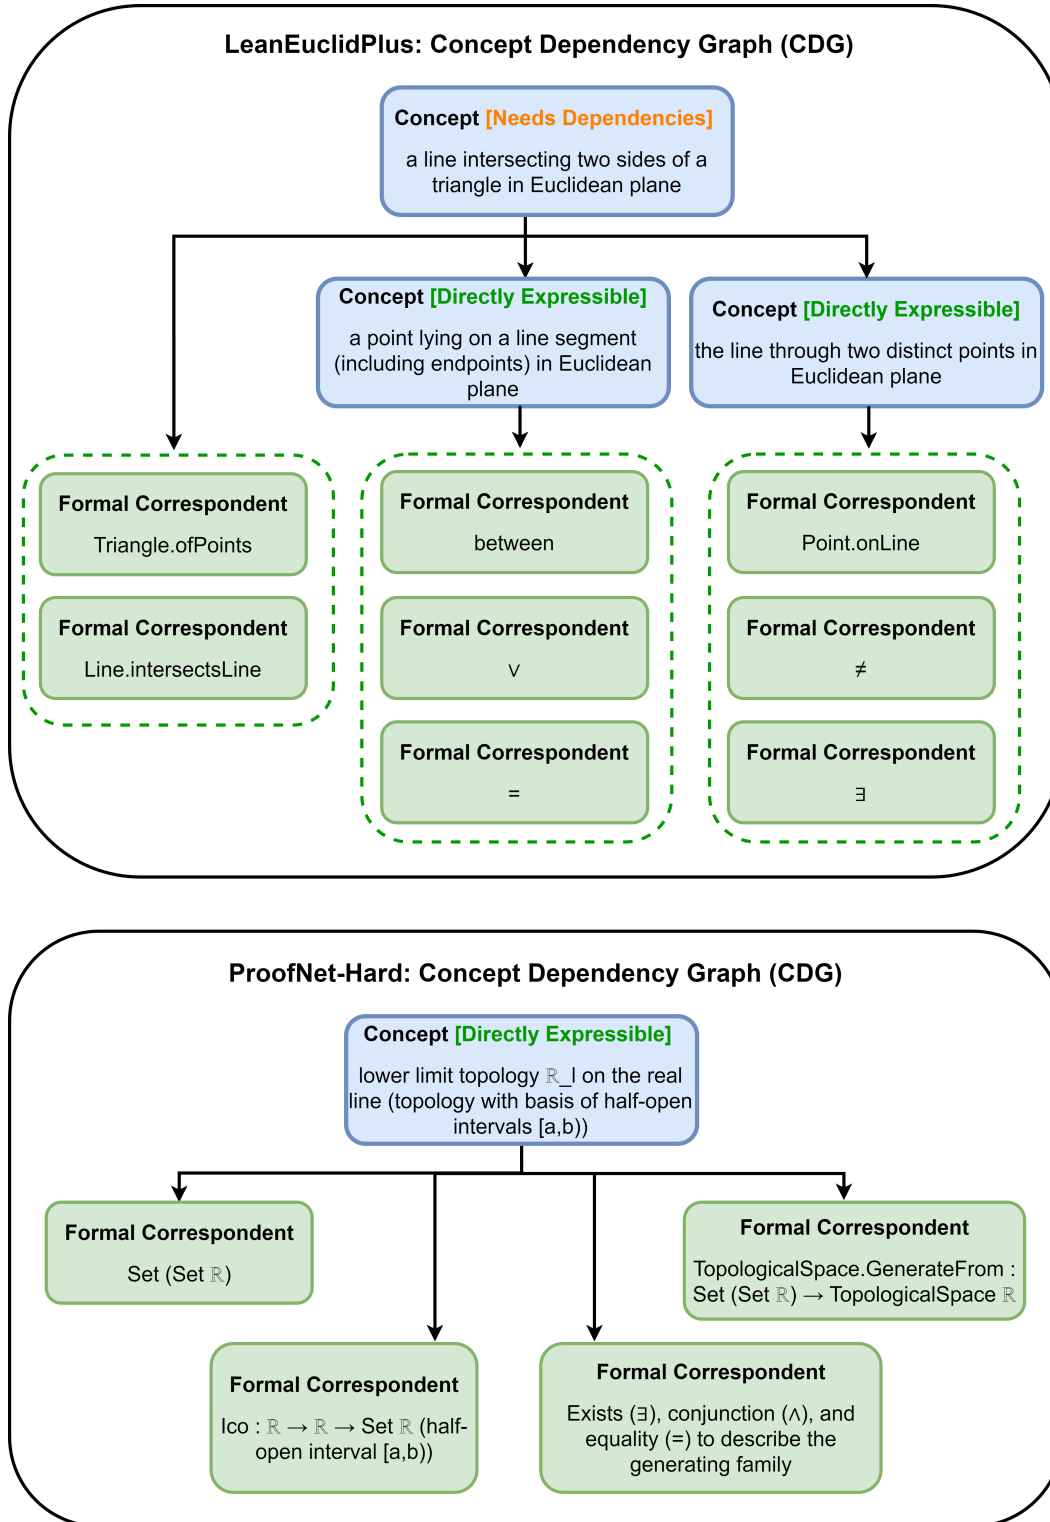 LeanEuclidPlus: Concept Dependency Graph (CDG)
Concept [Needs Dependencies]
a line intersecting two sides of a
triangle in Euclidean plane
Concept [Directly Expressible]
a point lying on a line segment
(including endpoints) in Euclidean
plane
Concept [Directly Expressible]
the line through two distinct points in
Euclidean plane
Formal Correspondent
Triangle.ofPoints
Formal Correspondent
Line.intersectsLine
Formal Correspondent
between
Formal Correspondent
∨
Formal Correspondent
=
Formal Correspondent
Point.onLine
Formal Correspondent
≠
Formal Correspondent
∃
ProofNet-Hard: Concept Dependency Graph (CDG)
Concept [Directly Expressible]
lower limit topology ℝ_l on the real
line (topology with basis of half-open
intervals [a,b))
Formal Correspondent
Set (Set ℝ)
Formal Correspondent
Ico : ℝ → ℝ → Set ℝ (half-
open interval [a,b))
Formal Correspondent
Exists (∃), conjunction (∧), and
equality (=) to describe the
generating family
Formal Correspondent
TopologicalSpace.GenerateFrom :
Set (Set ℝ) → TopologicalSpace ℝ